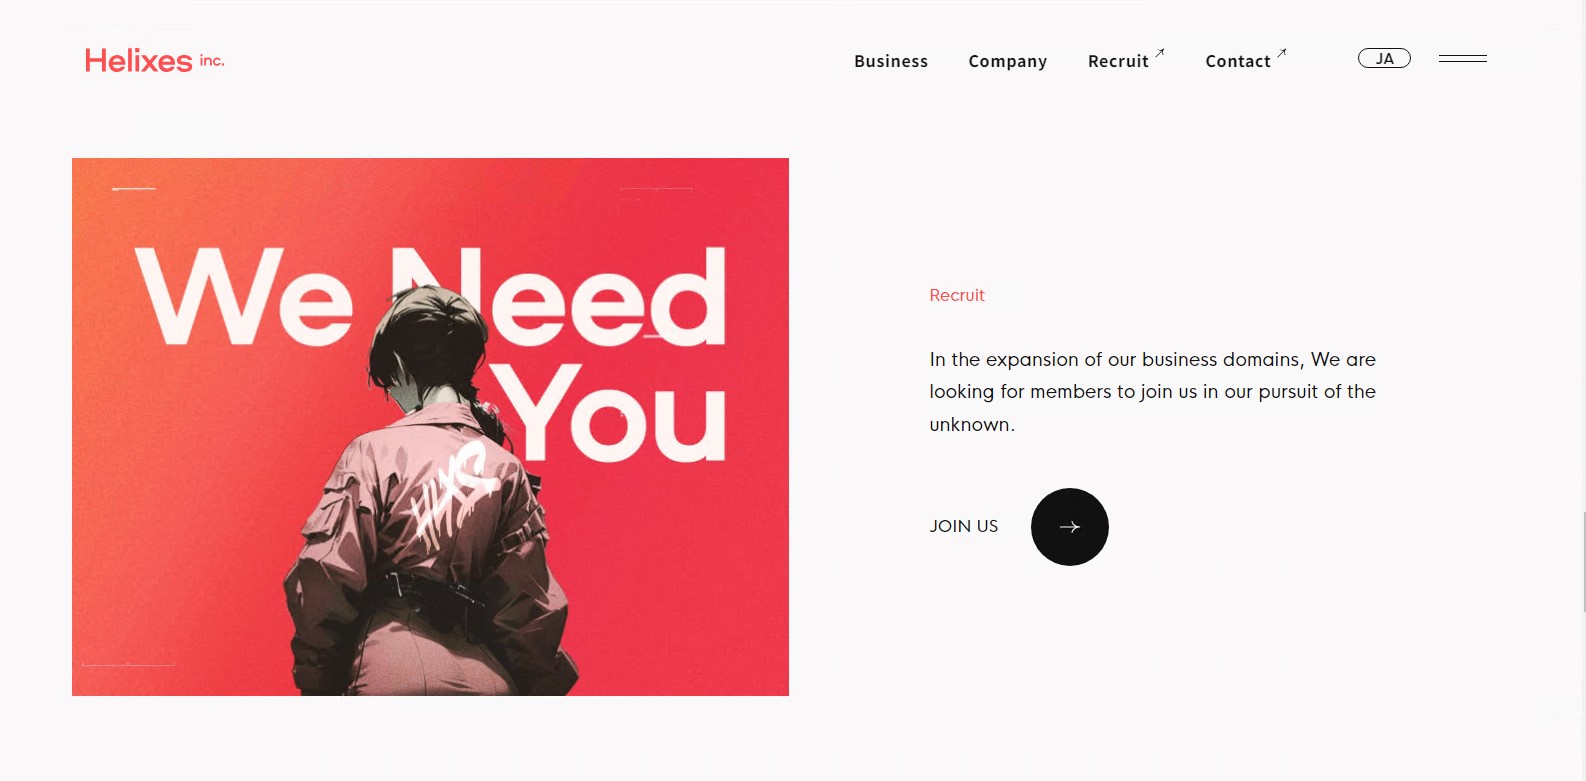 Helixes inc.
Business Company Recruit Contact JA
We Need
You
HLXS
Recruit
In the expansion of our business domains, We are
looking for members to join us in our pursuit of the
unknown.
JOIN US